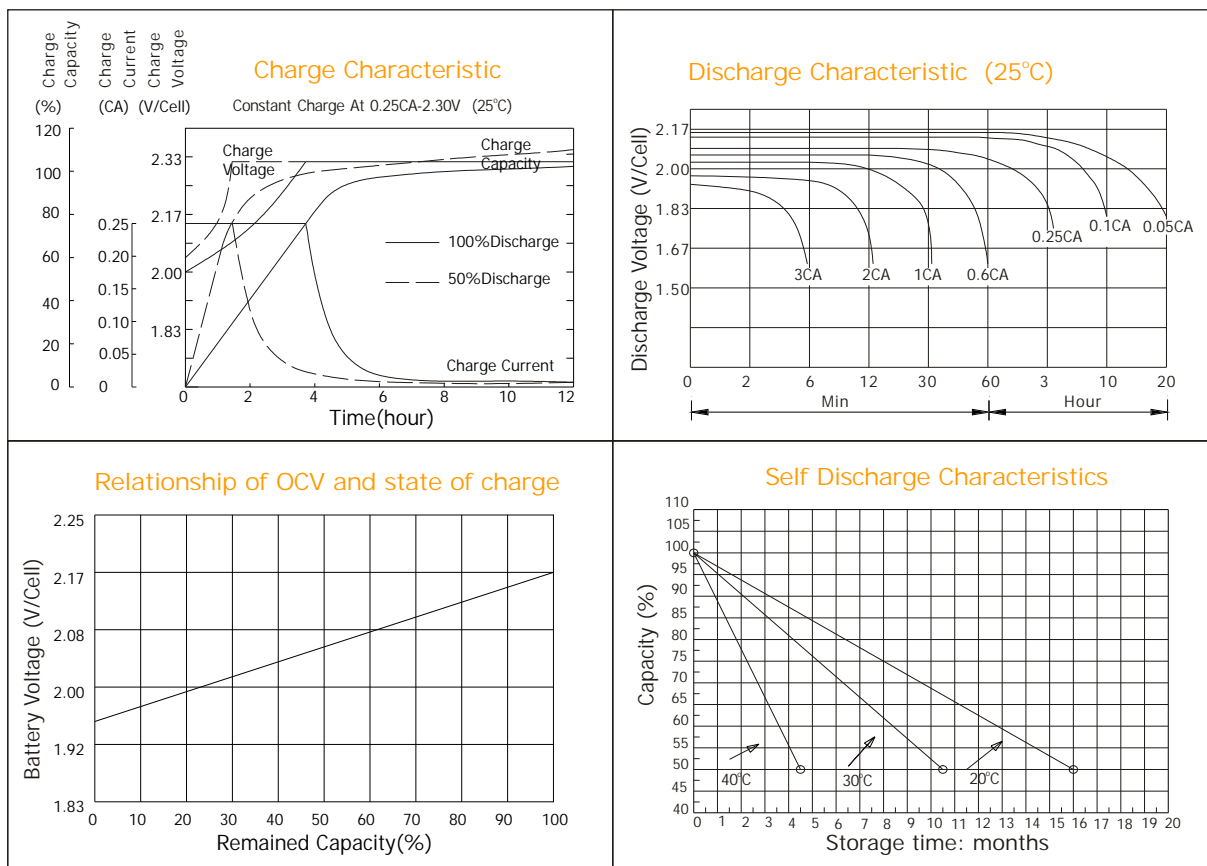 Charge
Capacity
Charge
Current
Charge
Voltage
Charge Characteristic
(%) (CA) (V/Cell)
Constant Charge At 0.25CA-2.30V (25°C)
120
100
80
60
40
20
0
0.25
0.20
0.15
0.10
0.05
0
2.33
2.17
2.00
1.83
Charge
Voltage
Charge
Capacity
100%Discharge
50%Discharge
Charge Current
0 2 4 6 8 10 12
Time(hour)
Discharge Characteristic (25°C)
Discharge Voltage (V/Cell)
2.17
2.00
1.83
1.67
1.50
3CA 2CA 1CA 0.6CA 0.25CA 0.1CA 0.05CA
0 2 6 12 30 60 3 10 20
Min Hour
Relationship of OCV and state of charge
Battery Voltage (V/Cell)
2.25
2.17
2.08
2.00
1.92
1.83
0 10 20 30 40 50 60 70 80 90 100
Remained Capacity(%)
Self Discharge Characteristics
Capacity (%)
110
105
100
95
90
85
80
75
70
65
60
55
50
45
40
40°C 30°C 20°C
0 1 2 3 4 5 6 7 8 9 10 11 12 13 14 15 16 17 18 19 20
Storage time: months